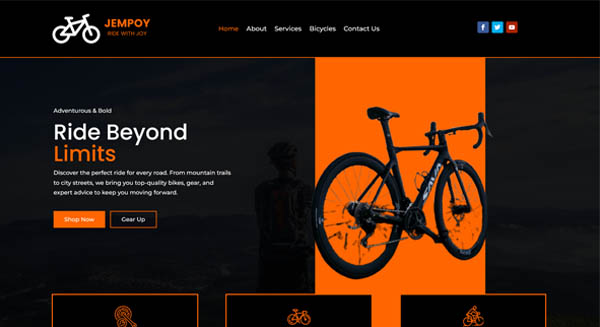 JEMPOY
RIDE WITH JOY
Home About Services Bicycles Contact Us
Adventurous & Bold
Ride Beyond
Limits
Discover the perfect ride for every road. From mountain trails
to city streets, we bring you top-quality bikes, gear, and
expert advice to keep you moving forward.
Shop Now Gear Up
SAVA